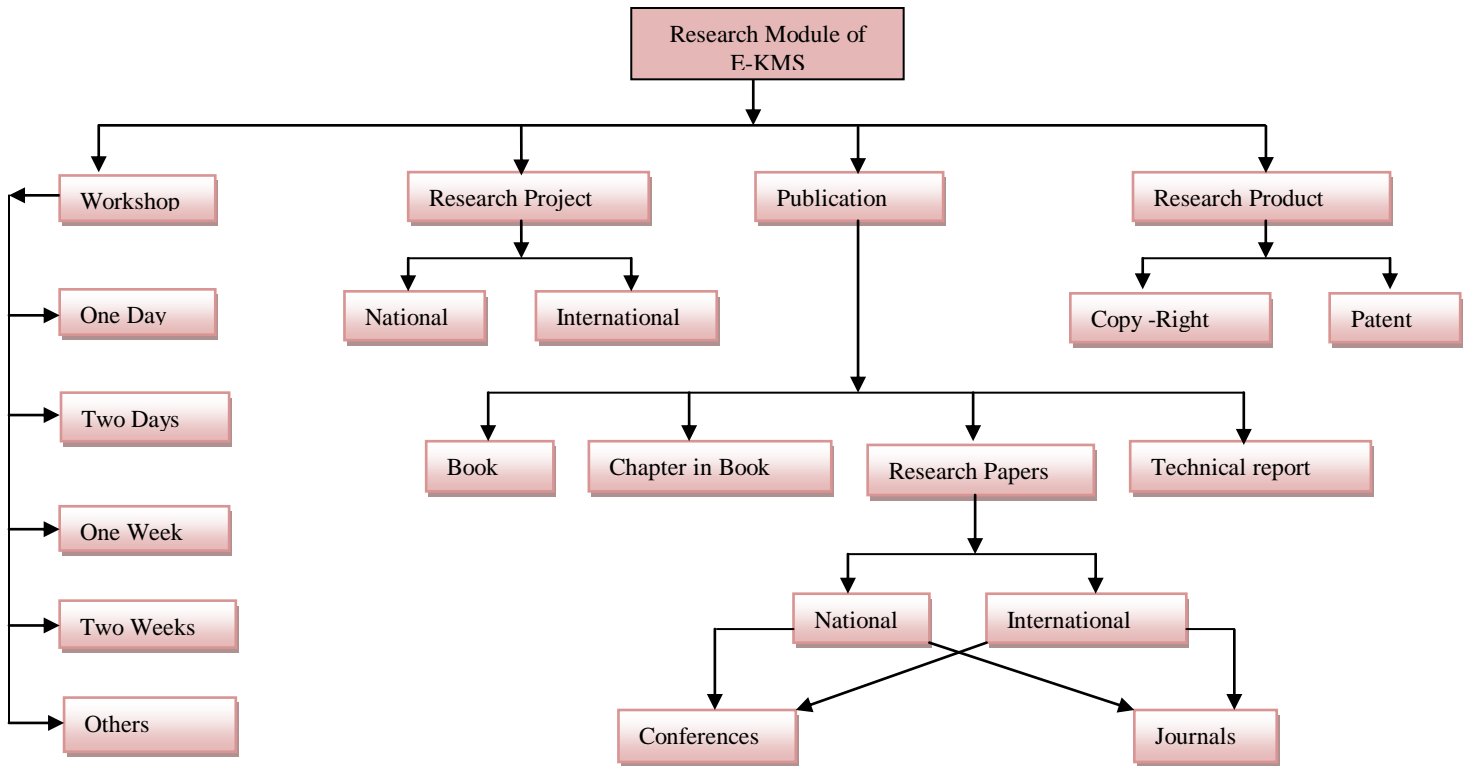 Research Module of
E-KMS
Workshop
Research Project
Publication
Research Product
One Day
National
International
Copy -Right
Patent
Two Days
Book
Chapter in Book
Research Papers
Technical report
One Week
National
International
Two Weeks
Others
Conferences
Journals